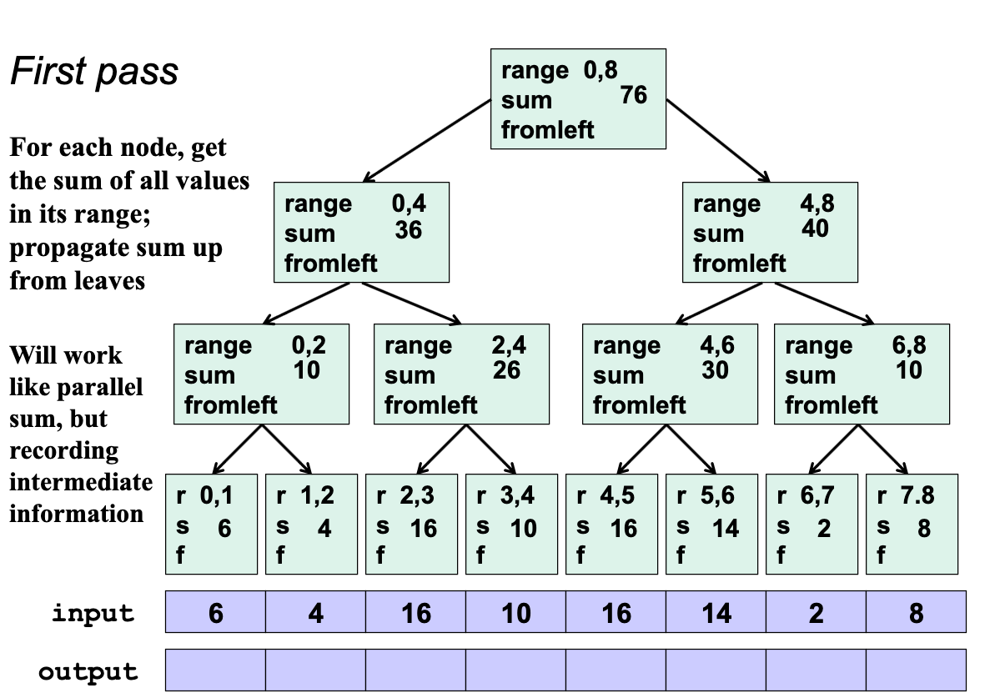 First pass
For each node, get
the sum of all values
in its range;
propagate sum up
from leaves
Will work
like parallel
sum, but
recording
intermediate
information
range 0,8
sum 76
fromleft
range 0,4
sum 36
fromleft
range 4,8
sum 40
fromleft
range 0,2
sum 10
fromleft
range 2,4
sum 26
fromleft
range 4,6
sum 30
fromleft
range 6,8
sum 10
fromleft
r 0,1
s 6
f
r 1,2
s 4
f
r 2,3
s 16
f
r 3,4
s 10
f
r 4,5
s 16
f
r 5,6
s 14
f
r 6,7
s 2
f
r 7.8
s 8
f
input 6 4 16 10 16 14 2 8
output